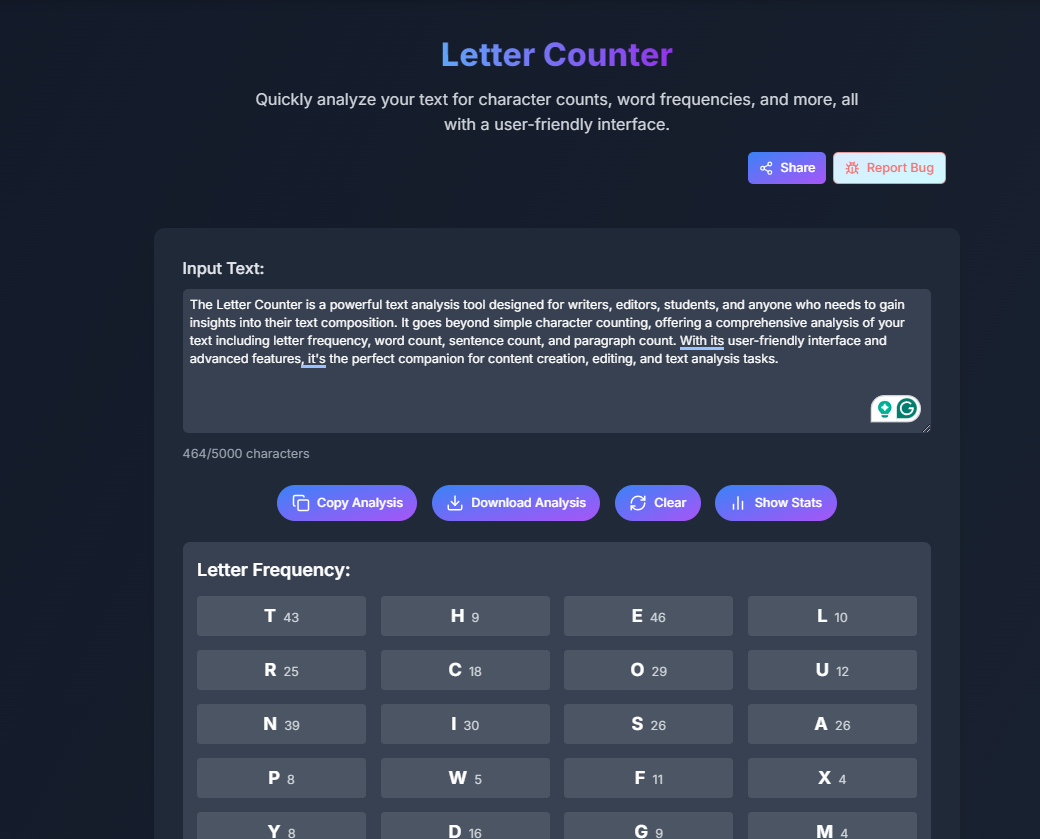 Letter Counter
Quickly analyze your text for character counts, word frequencies, and more, all
with a user-friendly interface.
Share
Report Bug
Input Text:
The Letter Counter is a powerful text analysis tool designed for writers, editors, students, and anyone who needs to gain
insights into their text composition. It goes beyond simple character counting, offering a comprehensive analysis of your
text including letter frequency, word count, sentence count, and paragraph count. With its user-friendly interface and
advanced features, it's the perfect companion for content creation, editing, and text analysis tasks.
464/5000 characters
Copy Analysis
Download Analysis
Clear
Show Stats
Letter Frequency:
T 43
H 9
E 46
L 10
R 25
C 18
O 29
U 12
N 39
I 30
S 26
A 26
P 8
W 5
F 11
X 4
Y 8
D 16
G 9
M 4